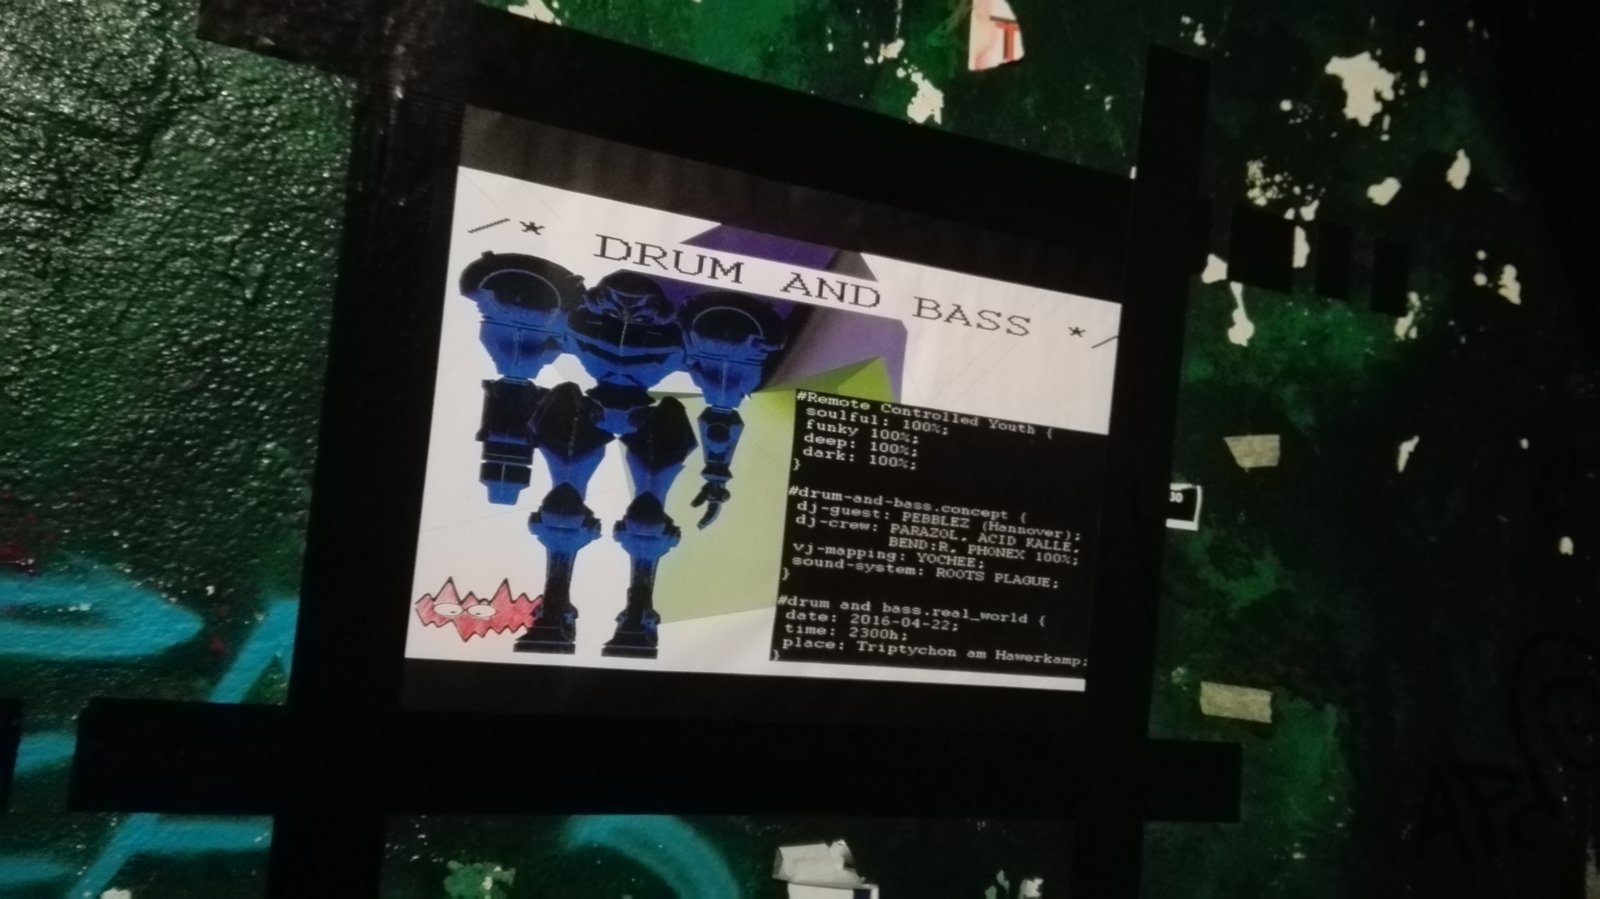 T
/* DRUM AND BASS */
#Remote Controlled Youth {
soulful: 100%;
funky 100%;
deep: 100%;
dark: 100%;
}
#drum-and-bass.concept {
dj-guest: PEBBLEZ (Hannover);
dj-crew: PARAZOL, ACID KALLE,
BEND:R, PHONEX 100%;
vj-mapping: YOCHEE;
sound-system: ROOTS PLAGUE;
}
#drum and bass.real_world {
date: 2016-04-22;
time: 2300h;
place: Triptychon am Hawerkamp;
}